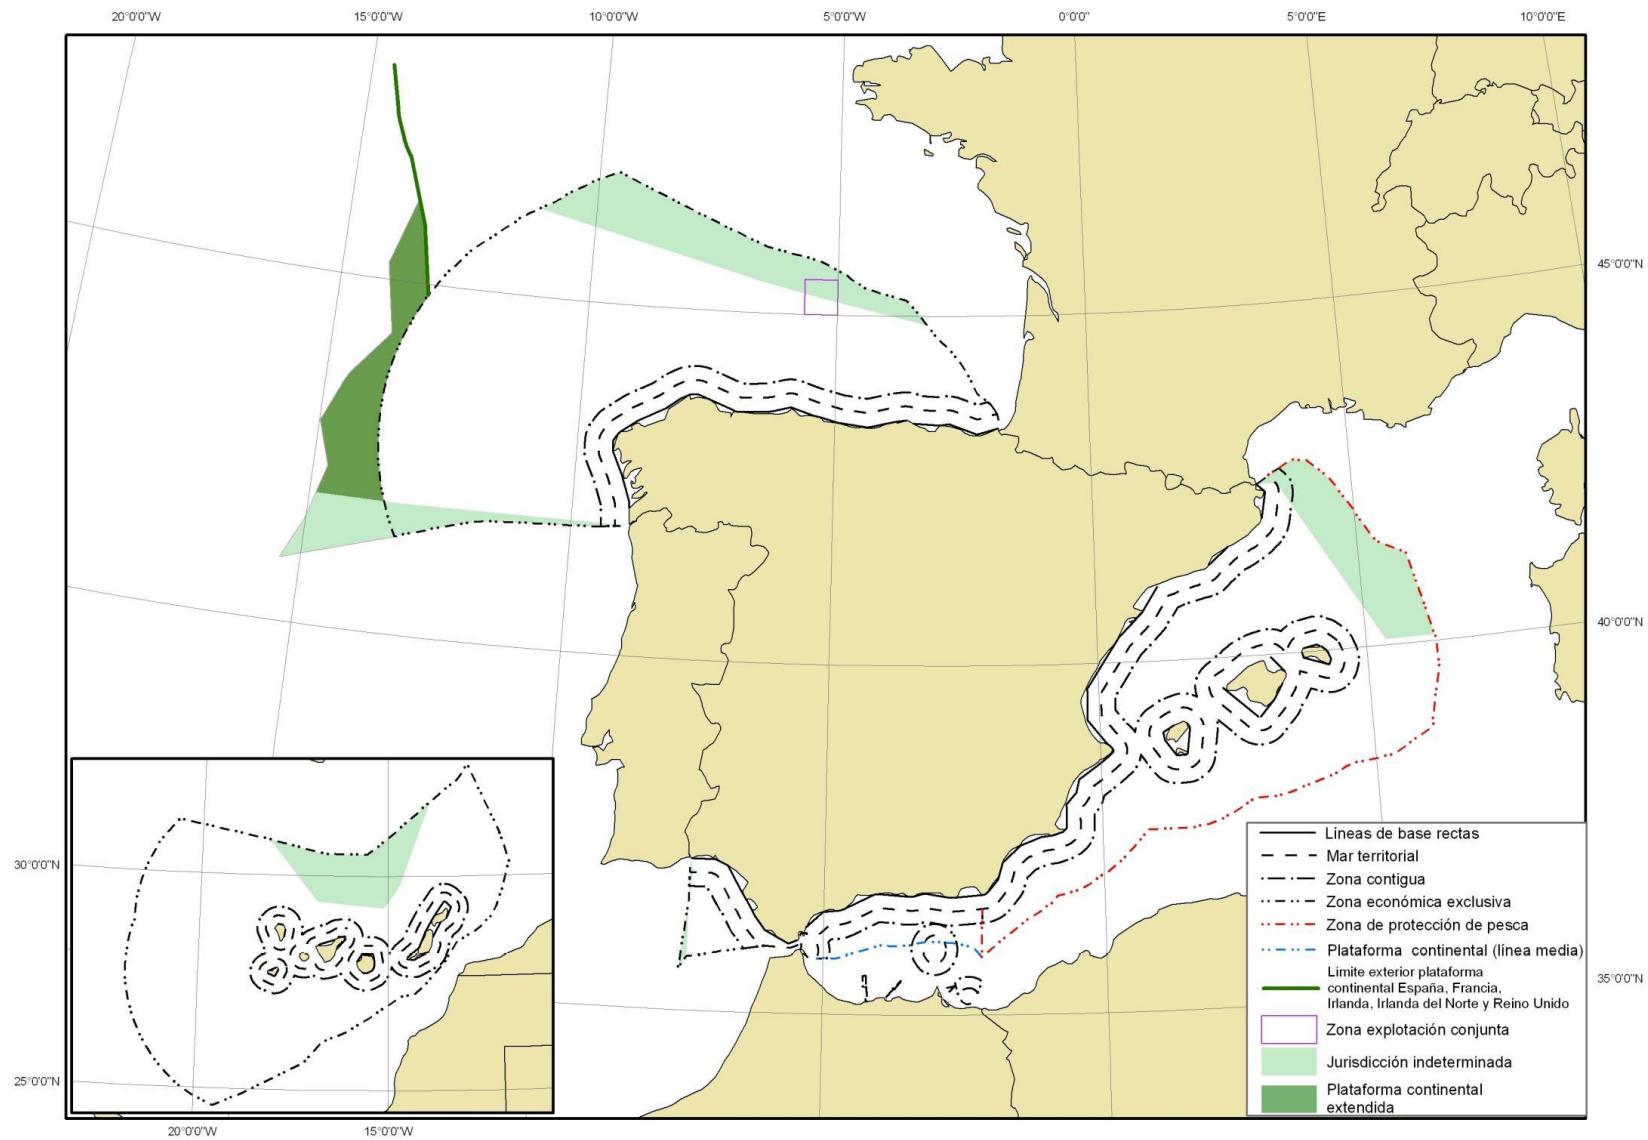 20°0'0"W
15°0'0"W
10°0'0"W
5°0'0"W
0°0'0"
5°0'0"E
10°0'0"E
45°0'0"N
40°0'0"N
35°0'0"N
30°0'0"N
25°0'0"N
20°0'0"W
15°0'0"W
Líneas de base rectas
Mar territorial
Zona contigua
Zona económica exclusiva
Zona de protección de pesca
Plataforma continental (línea media)
Limite exterior plataforma
continental España, Francia,
Irlanda, Irlanda del Norte y Reino Unido
Zona explotación conjunta
Jurisdicción indeterminada
Plataforma continental
extendida